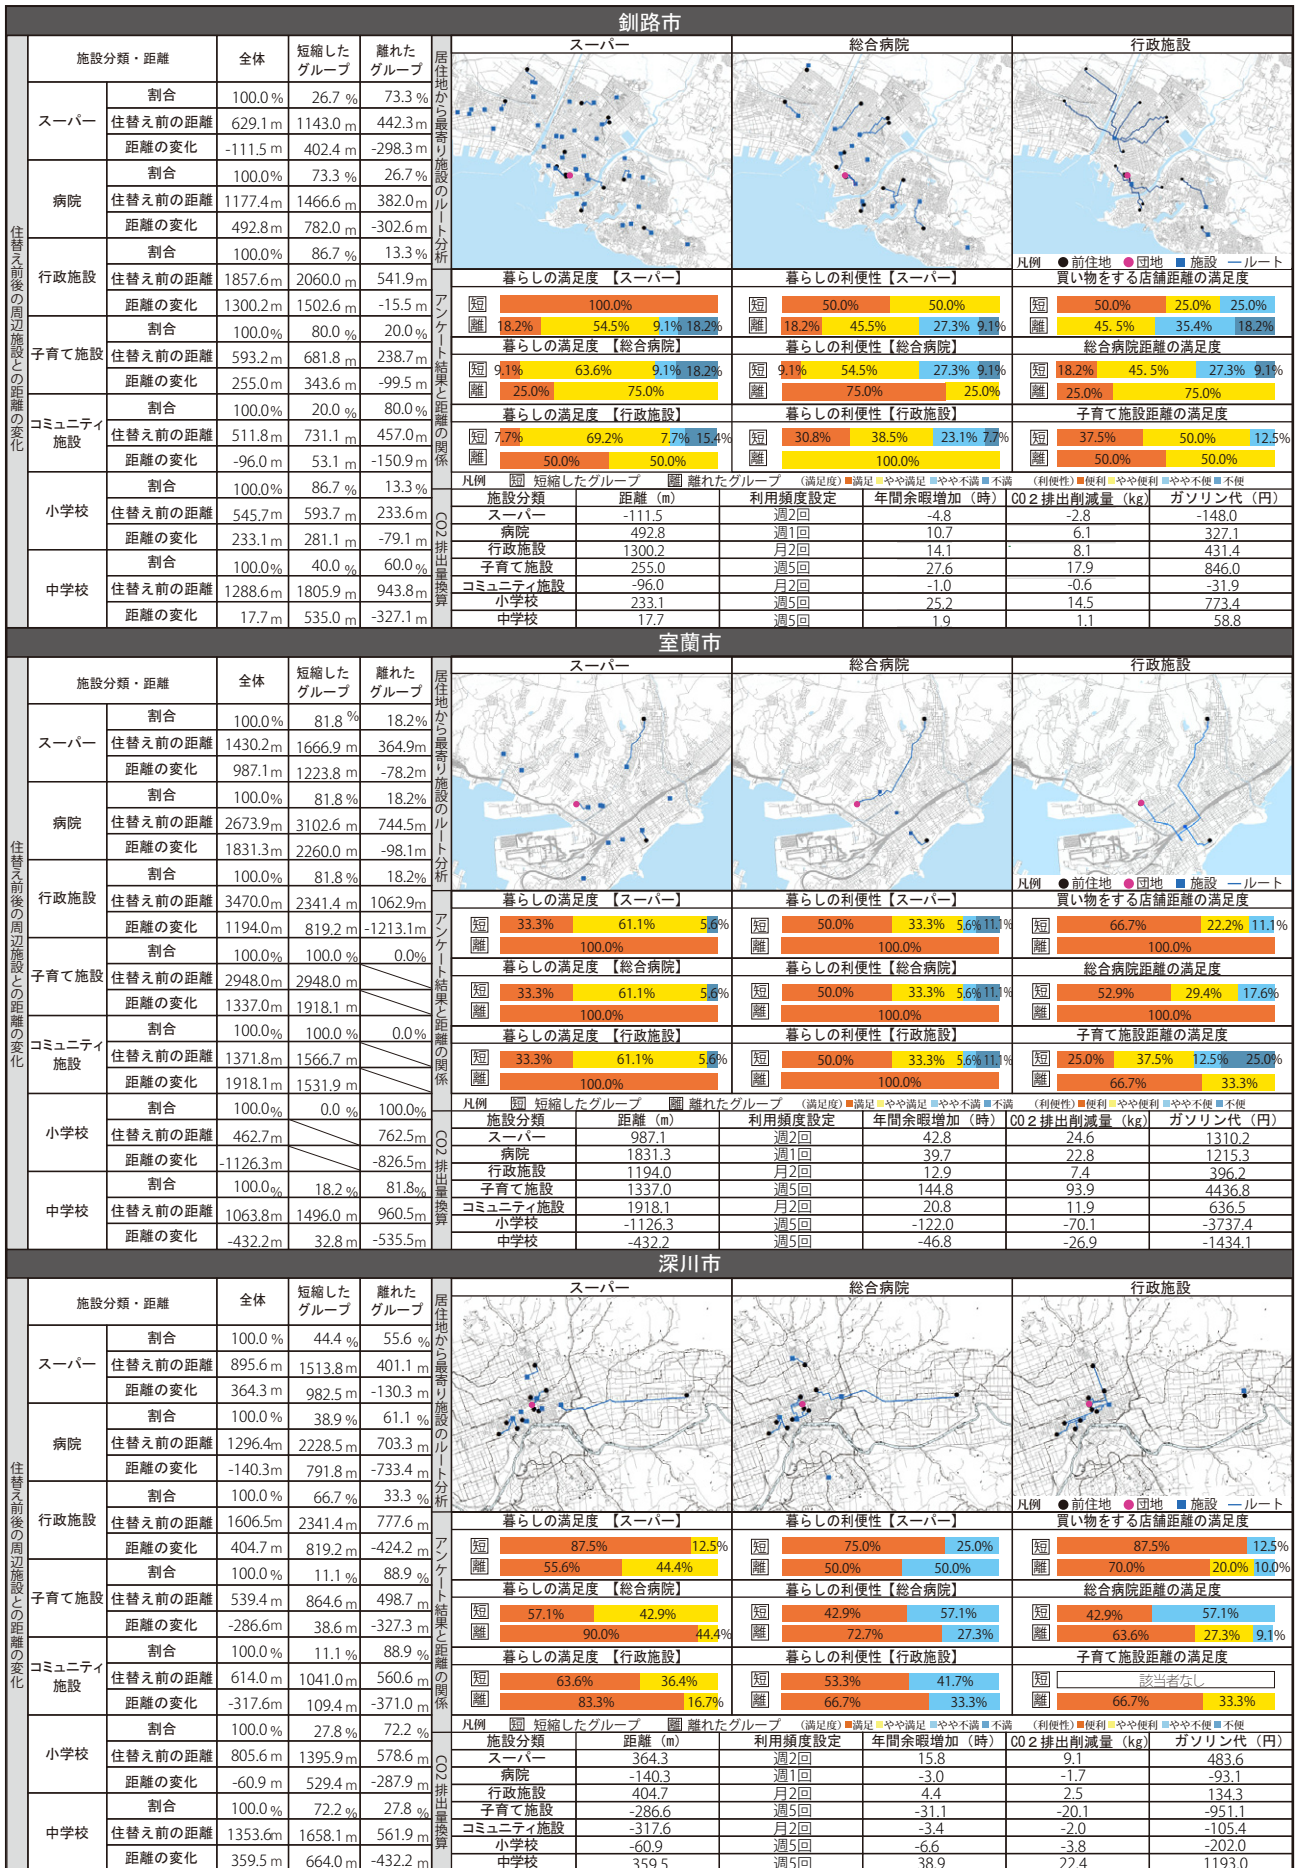 釧路市
施設分類・距離 全体 短縮したグループ 離れたグループ
住替え前後の周辺施設との距離の変化
スーパー
割合 100.0% 26.7% 73.3%
住替え前の距離 629.1m 1143.0m 442.3m
距離の変化 -111.5m 402.4m -298.3m
病院
割合 100.0% 73.3% 26.7%
住替え前の距離 1177.4m 1466.6m 382.0m
距離の変化 492.8m 782.0m -302.6m
行政施設
割合 100.0% 86.7% 13.3%
住替え前の距離 1857.6m 2060.0m 541.9m
距離の変化 1300.2m 1502.6m -15.5m
子育て施設
割合 100.0% 80.0% 20.0%
住替え前の距離 593.2m 681.8m 238.7m
距離の変化 255.0m 343.6m -99.5m
コミュニティ施設
割合 100.0% 20.0% 80.0%
住替え前の距離 511.8m 731.1m 457.0m
距離の変化 -96.0m 53.1m -150.9m
小学校
割合 100.0% 86.7% 13.3%
住替え前の距離 545.7m 593.7m 233.6m
距離の変化 233.1m 281.1m -79.1m
中学校
割合 100.0% 40.0% 60.0%
住替え前の距離 1288.6m 1805.9m 943.8m
距離の変化 17.7m 535.0m -327.1m
居住地から最寄り施設のルート分析
スーパー 総合病院 行政施設
凡例 ●前住地 ●団地 ■施設 ―ルート
アンケート結果と距離の関係
暮らしの満足度【スーパー】 暮らしの利便性【スーパー】 買い物をする店舗距離の満足度
短 100.0% 短 50.0% 50.0% 短 50.0% 25.0% 25.0%
離 18.2% 54.5% 9.1% 18.2% 離 18.2% 45.5% 27.3% 9.1% 離 45.5% 35.4% 18.2%
暮らしの満足度【総合病院】 暮らしの利便性【総合病院】 総合病院距離の満足度
短 9.1% 63.6% 9.1% 18.2% 短 9.1% 54.5% 27.3% 9.1% 短 18.2% 45.5% 27.3% 9.1%
離 25.0% 75.0% 離 75.0% 25.0% 離 25.0% 75.0%
暮らしの満足度【行政施設】 暮らしの利便性【行政施設】 子育て施設距離の満足度
短 7.7% 69.2% 7.7% 15.4% 短 30.8% 38.5% 23.1% 7.7% 短 37.5% 50.0% 12.5%
離 50.0% 50.0% 離 100.0% 離 50.0% 50.0%
凡例 短 短縮したグループ 離 離れたグループ (満足度)■満足■やや満足■やや不満■不満 (利便性)■便利■やや便利■やや不便■不便
CO2排出量換算
施設分類 距離(m) 利用頻度設定 年間余暇増加(時) CO2排出削減量(kg) ガソリン代(円)
スーパー -111.5 週2回 -4.8 -2.8 -148.0
病院 492.8 週1回 10.7 6.1 327.1
行政施設 1300.2 月2回 14.1 8.1 431.4
子育て施設 255.0 週5回 27.6 17.9 846.0
コミュニティ施設 -96.0 月2回 -1.0 -0.6 -31.9
小学校 233.1 週5回 25.2 14.5 773.4
中学校 17.7 週5回 1.9 1.1 58.8
室蘭市
施設分類・距離 全体 短縮したグループ 離れたグループ
住替え前後の周辺施設との距離の変化
スーパー
割合 100.0% 81.8% 18.2%
住替え前の距離 1430.2m 1666.9m 364.9m
距離の変化 987.1m 1223.8m -78.2m
病院
割合 100.0% 81.8% 18.2%
住替え前の距離 2673.9m 3102.6m 744.5m
距離の変化 1831.3m 2260.0m -98.1m
行政施設
割合 100.0% 81.8% 18.2%
住替え前の距離 3470.0m 2341.4m 1062.9m
距離の変化 1194.0m 819.2m -1213.1m
子育て施設
割合 100.0% 100.0% 0.0%
住替え前の距離 2948.0m 2948.0m
距離の変化 1337.0m 1918.1m
コミュニティ施設
割合 100.0% 100.0% 0.0%
住替え前の距離 1371.8m 1566.7m
距離の変化 1918.1m 1531.9m
小学校
割合 100.0% 0.0% 100.0%
住替え前の距離 462.7m 762.5m
距離の変化 -1126.3m -826.5m
中学校
割合 100.0% 18.2% 81.8%
住替え前の距離 1063.8m 1496.0m 960.5m
距離の変化 -432.2m 32.8m -535.5m
居住地から最寄り施設のルート分析
スーパー 総合病院 行政施設
凡例 ●前住地 ●団地 ■施設 ―ルート
アンケート結果と距離の関係
暮らしの満足度【スーパー】 暮らしの利便性【スーパー】 買い物をする店舗距離の満足度
短 33.3% 61.1% 5.6% 短 50.0% 33.3% 5.6% 11.1% 短 66.7% 22.2% 11.1%
離 100.0% 離 100.0% 離 100.0%
暮らしの満足度【総合病院】 暮らしの利便性【総合病院】 総合病院距離の満足度
短 33.3% 61.1% 5.6% 短 50.0% 33.3% 5.6% 11.1% 短 52.9% 29.4% 17.6%
離 100.0% 離 100.0% 離 100.0%
暮らしの満足度【行政施設】 暮らしの利便性【行政施設】 子育て施設距離の満足度
短 33.3% 61.1% 5.6% 短 50.0% 33.3% 5.6% 11.1% 短 25.0% 37.5% 12.5% 25.0%
離 100.0% 離 100.0% 離 66.7% 33.3%
凡例 短 短縮したグループ 離 離れたグループ (満足度)■満足■やや満足■やや不満■不満 (利便性)■便利■やや便利■やや不便■不便
CO2排出量換算
施設分類 距離(m) 利用頻度設定 年間余暇増加(時) CO2排出削減量(kg) ガソリン代(円)
スーパー 987.1 週2回 42.8 24.6 1310.2
病院 1831.3 週1回 39.7 22.8 1215.3
行政施設 1194.0 月2回 12.9 7.4 396.2
子育て施設 1337.0 週5回 144.8 93.9 4436.8
コミュニティ施設 1918.1 月2回 20.8 11.9 636.5
小学校 -1126.3 週5回 -122.0 -70.1 -3737.4
中学校 -432.2 週5回 -46.8 -26.9 -1434.1
深川市
施設分類・距離 全体 短縮したグループ 離れたグループ
住替え前後の周辺施設との距離の変化
スーパー
割合 100.0% 44.4% 55.6%
住替え前の距離 895.6m 1513.8m 401.1m
距離の変化 364.3m 982.5m -130.3m
病院
割合 100.0% 38.9% 61.1%
住替え前の距離 1296.4m 2228.5m 703.3m
距離の変化 -140.3m 791.8m -733.4m
行政施設
割合 100.0% 66.7% 33.3%
住替え前の距離 1606.5m 2341.4m 777.6m
距離の変化 404.7m 819.2m -424.2m
子育て施設
割合 100.0% 11.1% 88.9%
住替え前の距離 539.4m 864.6m 498.7m
距離の変化 -286.6m 38.6m -327.3m
コミュニティ施設
割合 100.0% 11.1% 88.9%
住替え前の距離 614.0m 1041.0m 560.6m
距離の変化 -317.6m 109.4m -371.0m
小学校
割合 100.0% 27.8% 72.2%
住替え前の距離 805.6m 1395.9m 578.6m
距離の変化 -60.9m 529.4m -287.9m
中学校
割合 100.0% 72.2% 27.8%
住替え前の距離 1353.6m 1658.1m 561.9m
距離の変化 359.5m 664.0m -432.2m
居住地から最寄り施設のルート分析
スーパー 総合病院 行政施設
凡例 ●前住地 ●団地 ■施設 ―ルート
アンケート結果と距離の関係
暮らしの満足度【スーパー】 暮らしの利便性【スーパー】 買い物をする店舗距離の満足度
短 87.5% 12.5% 短 75.0% 25.0% 短 87.5% 12.5%
離 55.6% 44.4% 離 50.0% 50.0% 離 70.0% 20.0% 10.0%
暮らしの満足度【総合病院】 暮らしの利便性【総合病院】 総合病院距離の満足度
短 57.1% 42.9% 短 42.9% 57.1% 短 42.9% 57.1%
離 90.0% 44.4% 離 72.7% 27.3% 離 63.6% 27.3% 9.1%
暮らしの満足度【行政施設】 暮らしの利便性【行政施設】 子育て施設距離の満足度
短 63.6% 36.4% 短 53.3% 41.7% 短 該当者なし
離 83.3% 16.7% 離 66.7% 33.3% 離 66.7% 33.3%
凡例 短 短縮したグループ 離 離れたグループ (満足度)■満足■やや満足■やや不満■不満 (利便性)■便利■やや便利■やや不便■不便
CO2排出量換算
施設分類 距離(m) 利用頻度設定 年間余暇増加(時) CO2排出削減量(kg) ガソリン代(円)
スーパー 364.3 週2回 15.8 9.1 483.6
病院 -140.3 週1回 -3.0 -1.7 -93.1
行政施設 404.7 月2回 4.4 2.5 134.3
子育て施設 -286.6 週5回 -31.1 -20.1 -951.1
コミュニティ施設 -317.6 月2回 -3.4 -2.0 -105.4
小学校 -60.9 週5回 -6.6 -3.8 -202.0
中学校 359.5 週5回 38.9 22.4 1193.0